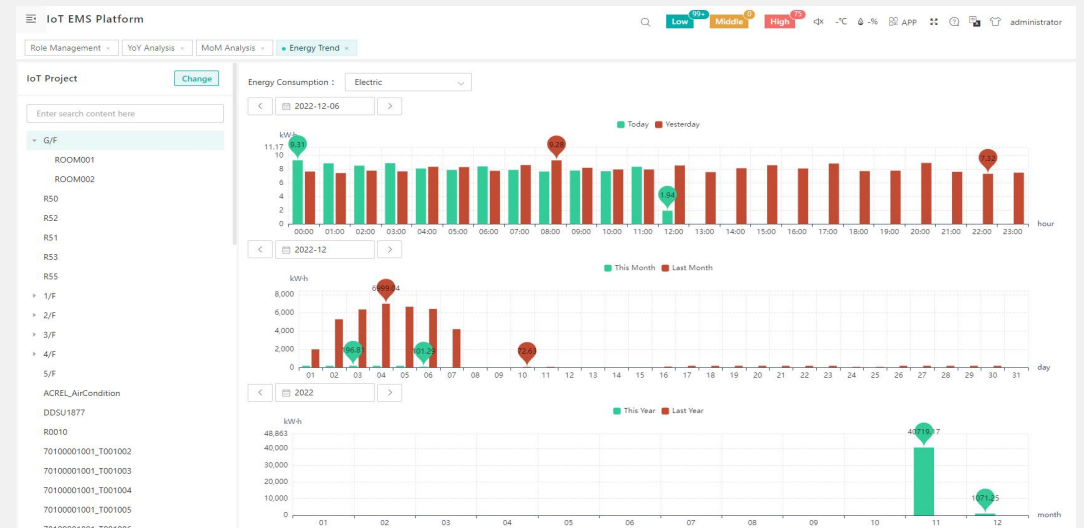 IoT EMS Platform
Low 99+ Middle 0 High 75 -℃ -% APP administrator
Role Management YoY Analysis MoM Analysis Energy Trend
IoT Project Change
Enter search content here
G/F
ROOM001
ROOM002
R50
R52
R51
R53
R55
1/F
2/F
3/F
4/F
5/F
ACREL_AirCondition
DDSU1877
R0010
70100001001_T001002
70100001001_T001003
70100001001_T001004
70100001001_T001005
70100001001_T001006
Energy Consumption : Electric
2022-12-06
Today Yesterday
kW·h
11.17
10
8
6
4
2
0
9.31 9.28 1.94 7.32
00:00 01:00 02:00 03:00 04:00 05:00 06:00 07:00 08:00 09:00 10:00 11:00 12:00 13:00 14:00 15:00 16:00 17:00 18:00 19:00 20:00 21:00 22:00 23:00 hour
2022-12
This Month Last Month
kW·h
8,000
6,000
4,000
2,000
0
6999.04 196.81 101.29 72.63
01 02 03 04 05 06 07 08 09 10 11 12 13 14 15 16 17 18 19 20 21 22 23 24 25 26 27 28 29 30 31 day
2022
This Year Last Year
kW·h
48,863
40,000
30,000
20,000
10,000
0
40719.17 1071.25
01 02 03 04 05 06 07 08 09 10 11 12 month